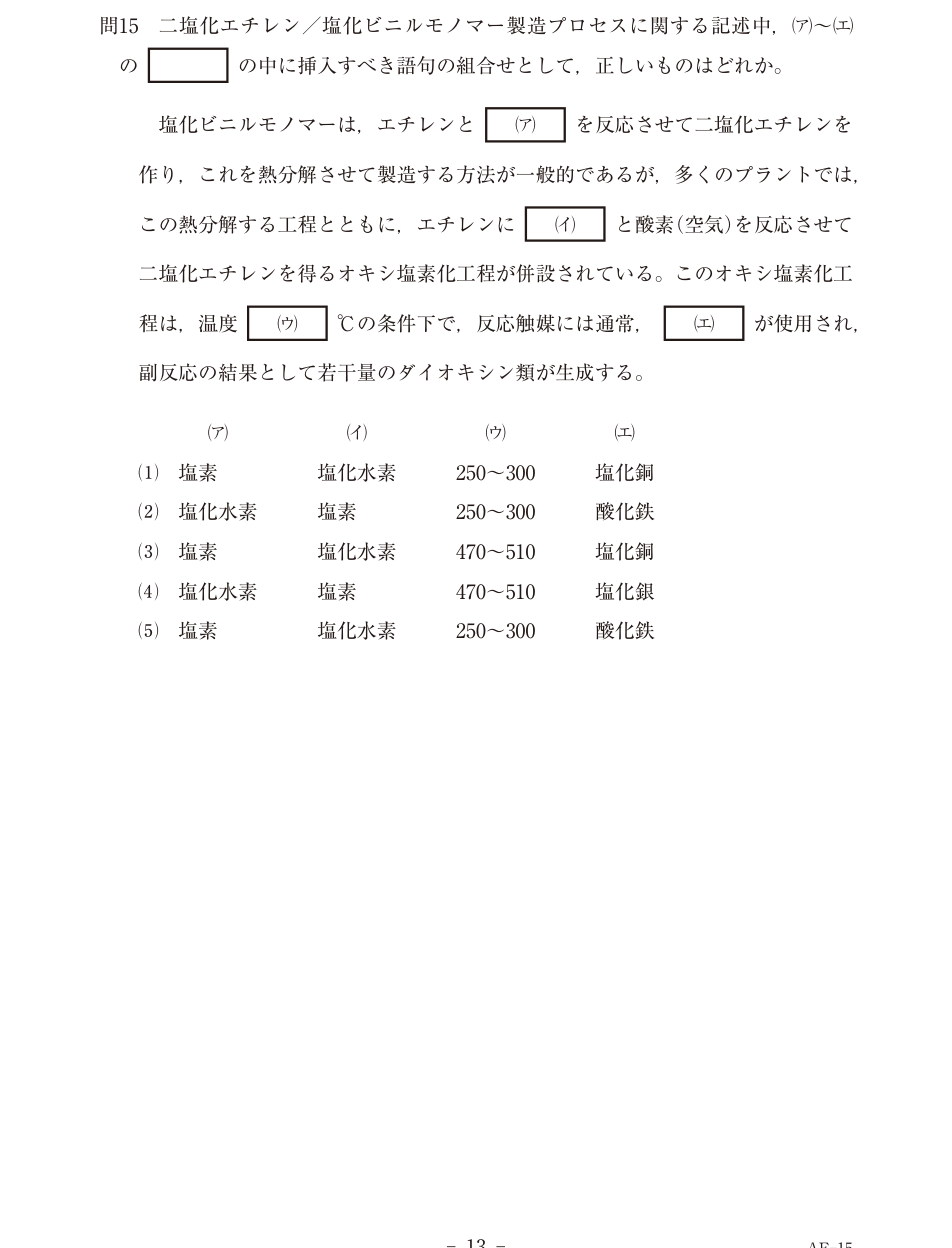 問15 二塩化エチレン／塩化ビニルモノマー製造プロセスに関する記述中，㋐～㋓
の の中に挿入すべき語句の組合せとして，正しいものはどれか。
塩化ビニルモノマーは，エチレンと (ア) を反応させて二塩化エチレンを
作り，これを熱分解させて製造する方法が一般的であるが，多くのプラントでは，
この熱分解する工程とともに，エチレンに (イ) と酸素(空気)を反応させて
二塩化エチレンを得るオキシ塩素化工程が併設されている。このオキシ塩素化工
程は，温度 (ウ) ℃の条件下で，反応触媒には通常， (エ) が使用され，
副反応の結果として若干量のダイオキシン類が生成する。
(ア) (イ) (ウ) (エ)
(1) 塩素 塩化水素 250～300 塩化銅
(2) 塩化水素 塩素 250～300 酸化鉄
(3) 塩素 塩化水素 470～510 塩化銅
(4) 塩化水素 塩素 470～510 塩化銀
(5) 塩素 塩化水素 250～300 酸化鉄
– 13 –
AE-15